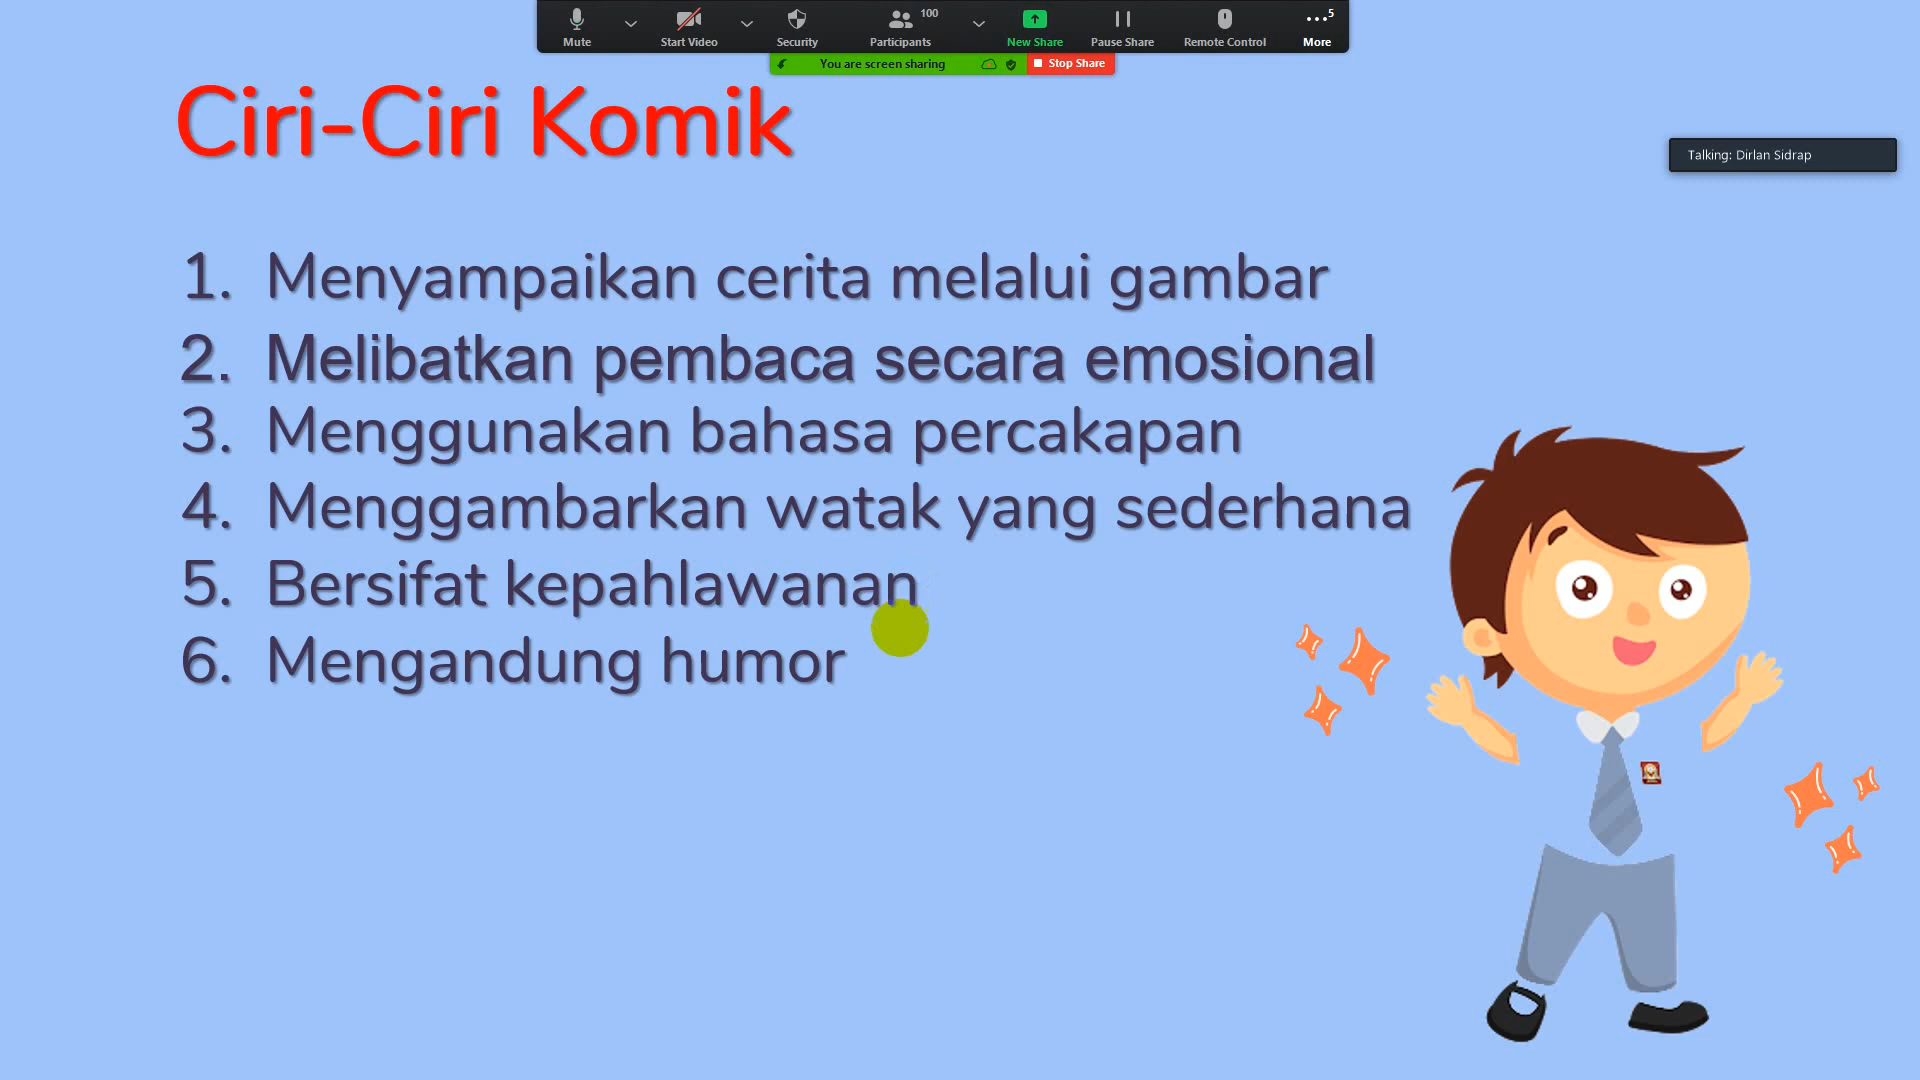 Mute
Start Video
Security
Participants
100
New Share
Pause Share
Remote Control
5
More
You are screen sharing
Stop Share
Ciri-Ciri Komik
Talking: Dirlan Sidrap
1. Menyampaikan cerita melalui gambar
2. Melibatkan pembaca secara emosional
3. Menggunakan bahasa percakapan
4. Menggambarkan watak yang sederhana
5. Bersifat kepahlawanan
6. Mengandung humor